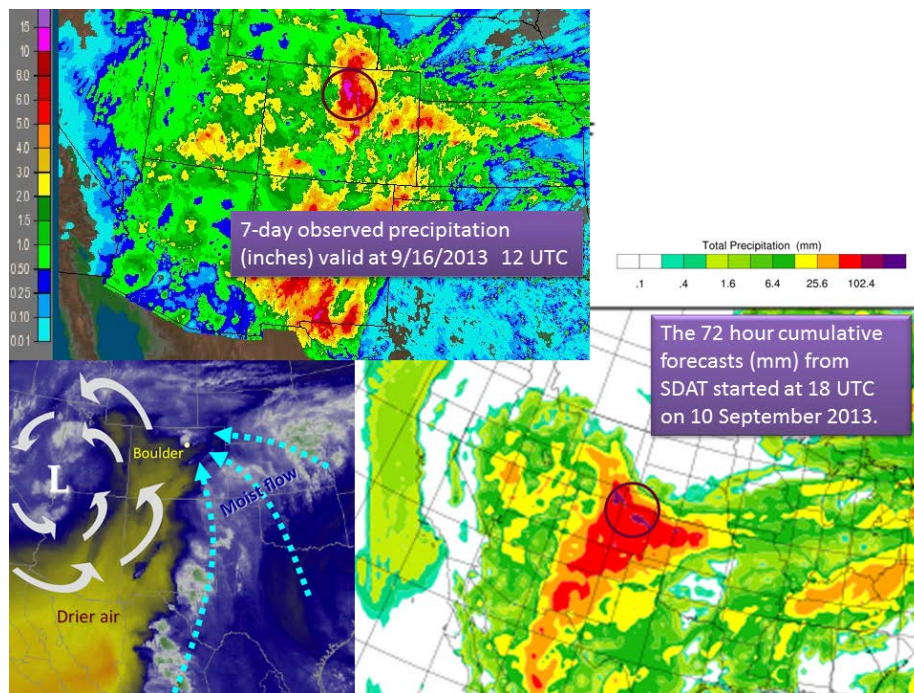 15
10
8.0
6.0
5.0
4.0
3.0
2.0
1.5
1.0
0.50
0.25
0.10
0.01
7-day observed precipitation
(inches) valid at 9/16/2013 12 UTC
Total Precipitation (mm)
.1 .4 1.6 6.4 25.6 102.4
The 72 hour cumulative
forecasts (mm) from
SDAT started at 18 UTC
on 10 September 2013.
Boulder
L
Moist flow
Drier air